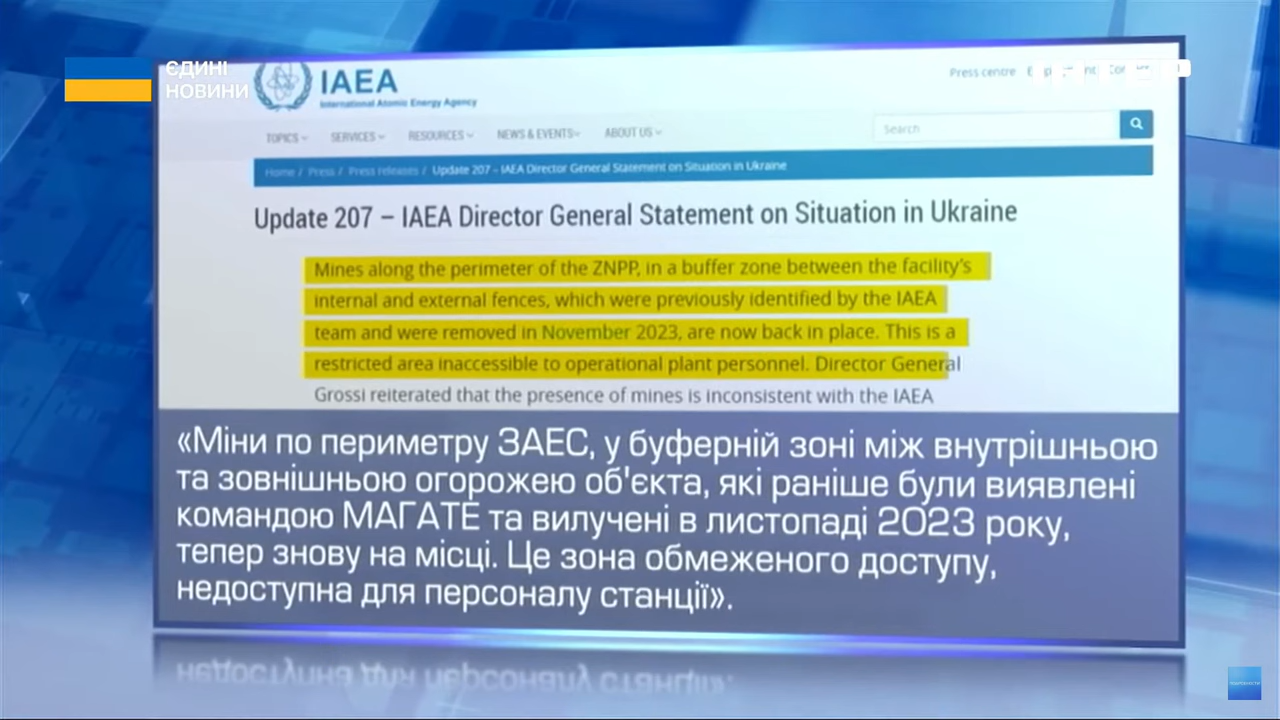 ЄДИНІ
НОВИНИ
IAEA
International Atomic Energy Agency
Press centre
TOPICS SERVICES RESOURCES NEWS & EVENTS ABOUT US
Search
Home / Press / Press releases / Update 207 – IAEA Director General Statement on Situation in Ukraine
Update 207 – IAEA Director General Statement on Situation in Ukraine
Mines along the perimeter of the ZNPP, in a buffer zone between the facility's
internal and external fences, which were previously identified by the IAEA
team and were removed in November 2023, are now back in place. This is a
restricted area inaccessible to operational plant personnel. Director General
Grossi reiterated that the presence of mines is inconsistent with the IAEA
«Міни по периметру ЗАЕС, у буферній зоні між внутрішньою
та зовнішньою огорожею об'єкта, які раніше були виявлені
командою МАГАТЕ та вилучені в листопаді 2023 року,
тепер знову на місці. Це зона обмеженого доступу,
недоступна для персоналу станції».